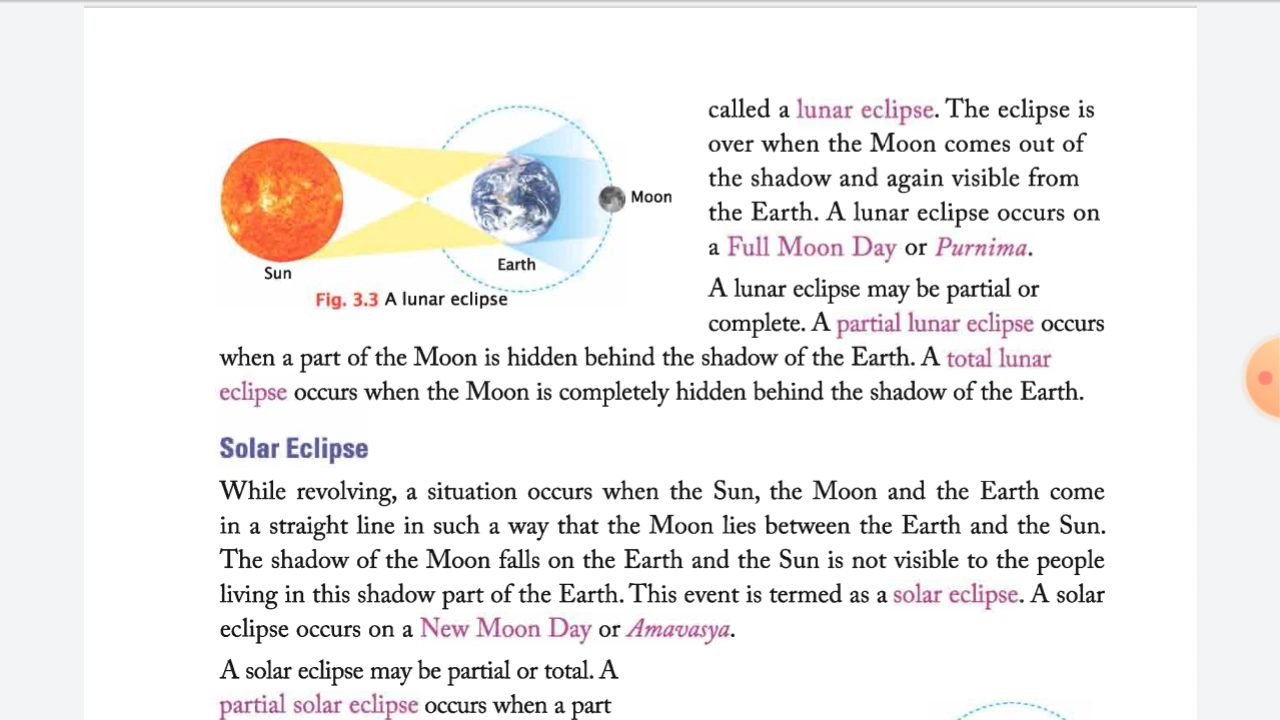 Sun
Earth
Moon
Fig. 3.3 A lunar eclipse
called a lunar eclipse. The eclipse is
over when the Moon comes out of
the shadow and again visible from
the Earth. A lunar eclipse occurs on
a Full Moon Day or Purnima.
A lunar eclipse may be partial or
complete. A partial lunar eclipse occurs
when a part of the Moon is hidden behind the shadow of the Earth. A total lunar
eclipse occurs when the Moon is completely hidden behind the shadow of the Earth.
Solar Eclipse
While revolving, a situation occurs when the Sun, the Moon and the Earth come
in a straight line in such a way that the Moon lies between the Earth and the Sun.
The shadow of the Moon falls on the Earth and the Sun is not visible to the people
living in this shadow part of the Earth. This event is termed as a solar eclipse. A solar
eclipse occurs on a New Moon Day or Amavasya.
A solar eclipse may be partial or total. A
partial solar eclipse occurs when a part